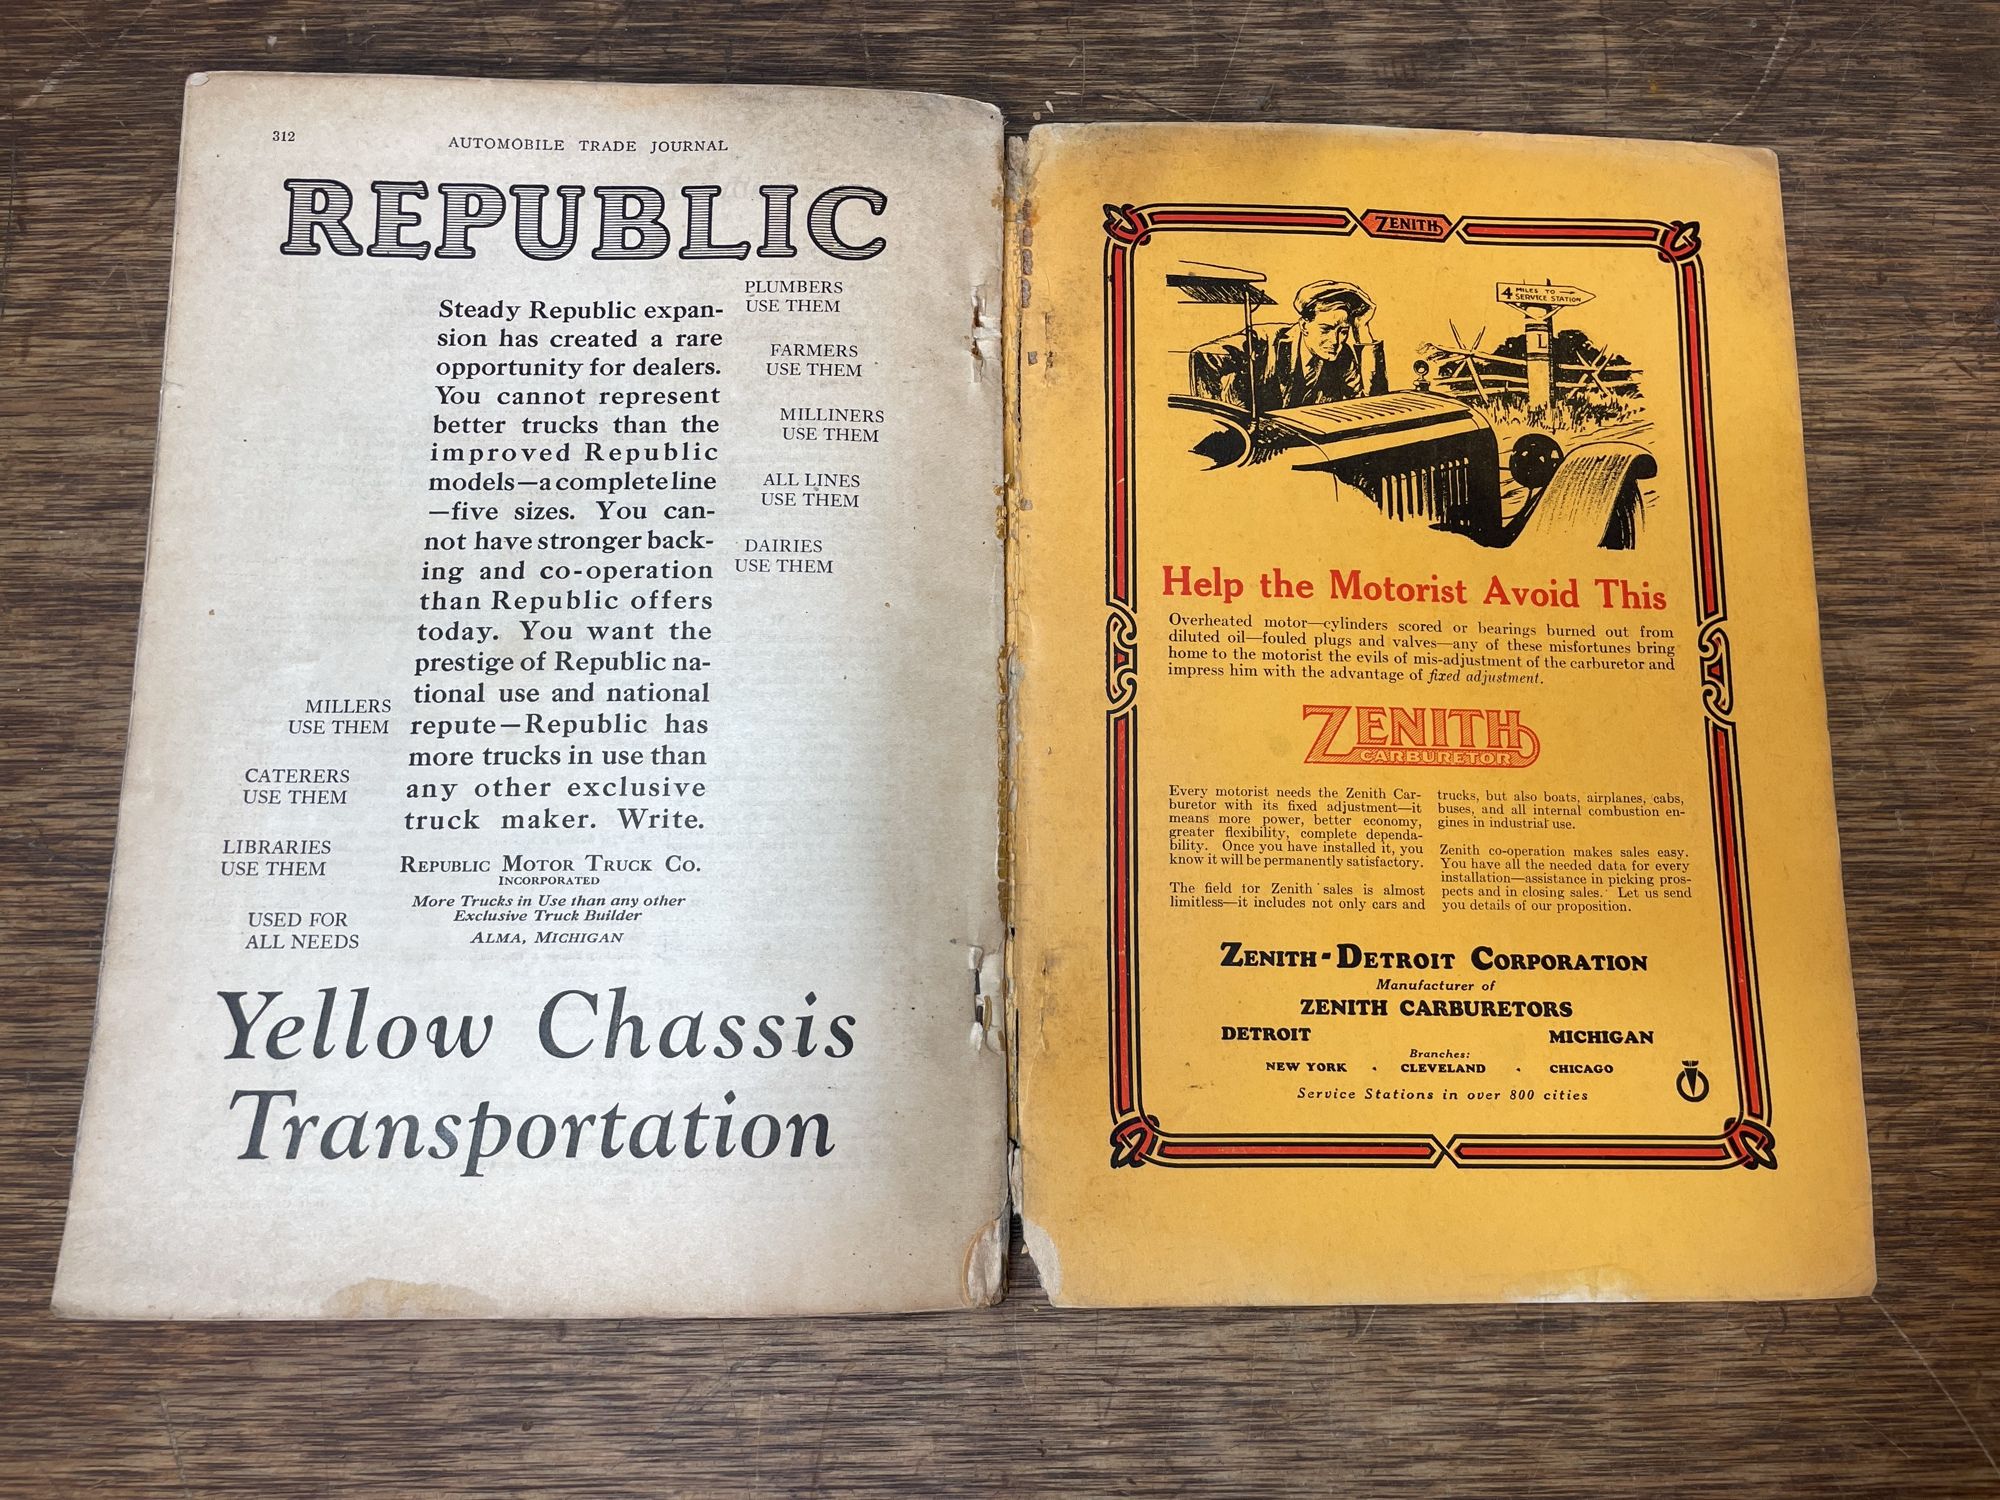 312
AUTOMOBILE TRADE JOURNAL
REPUBLIC
Steady Republic expan-
sion has created a rare
opportunity for dealers.
You cannot represent
better trucks than the
improved Republic
models—a complete line
—five sizes. You can-
not have stronger back-
ing and co-operation
than Republic offers
today. You want the
prestige of Republic na-
tional use and national
repute—Republic has
more trucks in use than
any other exclusive
truck maker. Write.
PLUMBERS
USE THEM
FARMERS
USE THEM
MILLINERS
USE THEM
ALL LINES
USE THEM
DAIRIES
USE THEM
MILLERS
USE THEM
CATERERS
USE THEM
LIBRARIES
USE THEM
USED FOR
ALL NEEDS
REPUBLIC MOTOR TRUCK CO.
INCORPORATED
More Trucks in Use than any other
Exclusive Truck Builder
ALMA, MICHIGAN
Yellow Chassis
Transportation
ZENITH
4 MILES TO
SERVICE STATION
L
Help the Motorist Avoid This
Overheated motor—cylinders scored or bearings burned out from
diluted oil—fouled plugs and valves—any of these misfortunes bring
home to the motorist the evils of mis-adjustment of the carburetor and
impress him with the advantage of fixed adjustment.
ZENITH
CARBURETOR
Every motorist needs the Zenith Car-
buretor with its fixed adjustment—it
means more power, better economy,
greater flexibility, complete dependa-
bility. Once you have installed it, you
know it will be permanently satisfactory.
The field for Zenith sales is almost
limitless—it includes not only cars and
trucks, but also boats, airplanes, cabs,
buses, and all internal combustion en-
gines in industrial use.
Zenith co-operation makes sales easy.
You have all the needed data for every
installation—assistance in picking pros-
pects and in closing sales. Let us send
you details of our proposition.
ZENITH-DETROIT CORPORATION
Manufacturer of
ZENITH CARBURETORS
DETROIT MICHIGAN
Branches:
NEW YORK · CLEVELAND · CHICAGO
Service Stations in over 800 cities